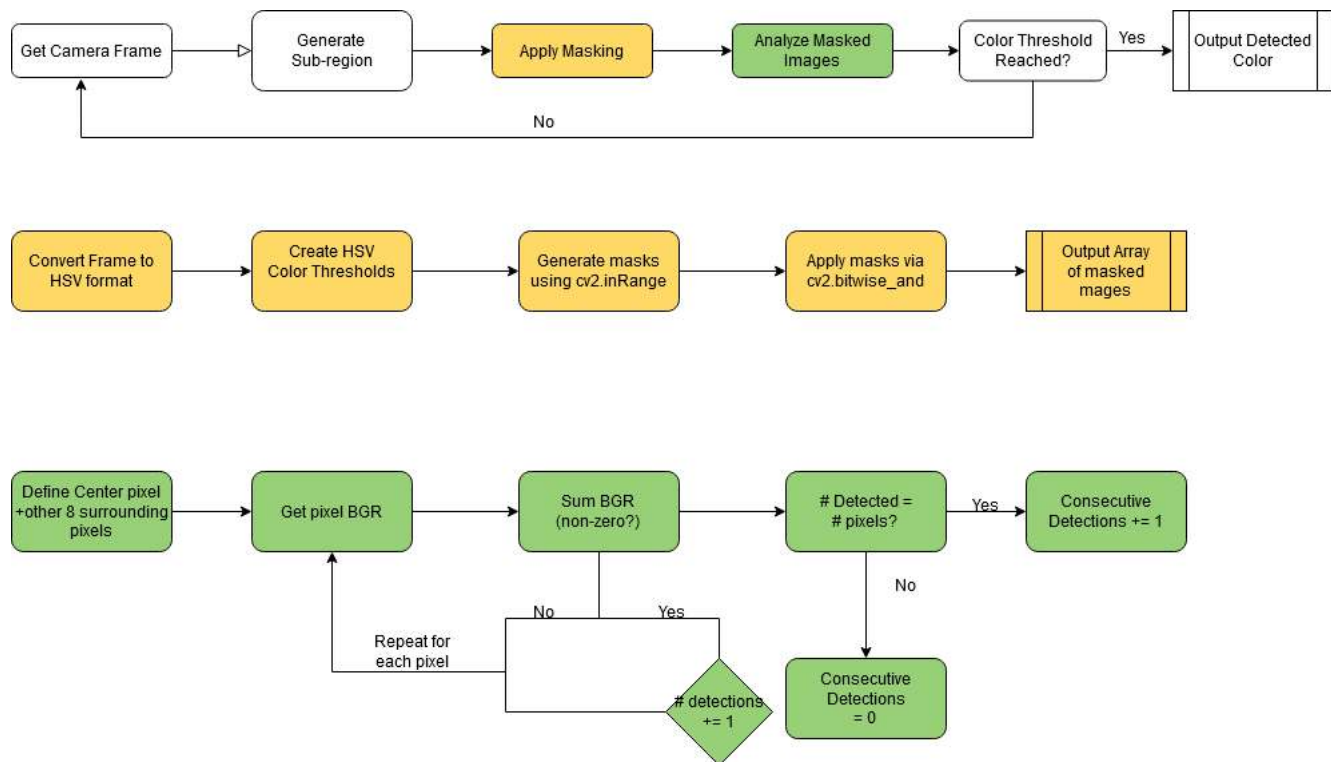 Get Camera Frame
Generate
Sub-region
Apply Masking
Analyze Masked
Images
Color Threshold
Reached?
Yes
Output Detected
Color
No
Convert Frame to
HSV format
Create HSV
Color Thresholds
Generate masks
using cv2.inRange
Apply masks via
cv2.bitwise_and
Output Array
of masked
mages
Define Center pixel
+other 8 surrounding
pixels
Get pixel BGR
Sum BGR
(non-zero?)
# Detected =
# pixels?
Yes
Consecutive
Detections += 1
No
No
Yes
Repeat for
each pixel
# detections
+= 1
Consecutive
Detections
= 0